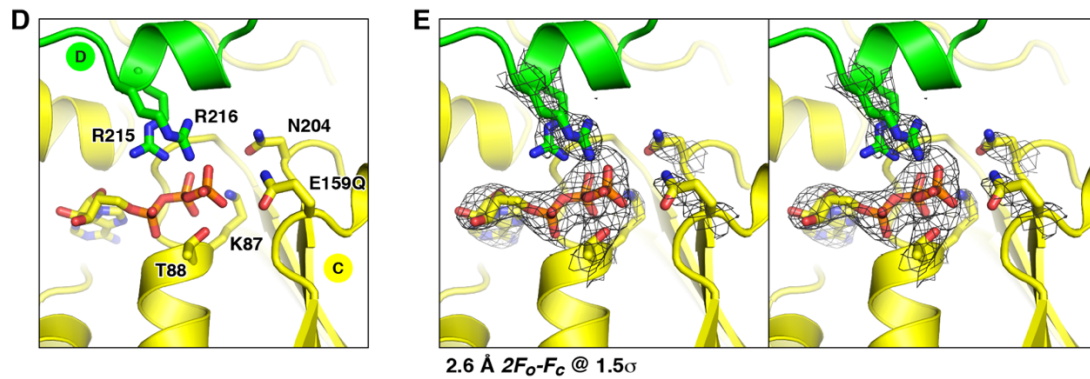 D
E
D
R216
R215
N204
E159Q
K87
T88
C
2.6 Å 2Fo-Fc @ 1.5σ